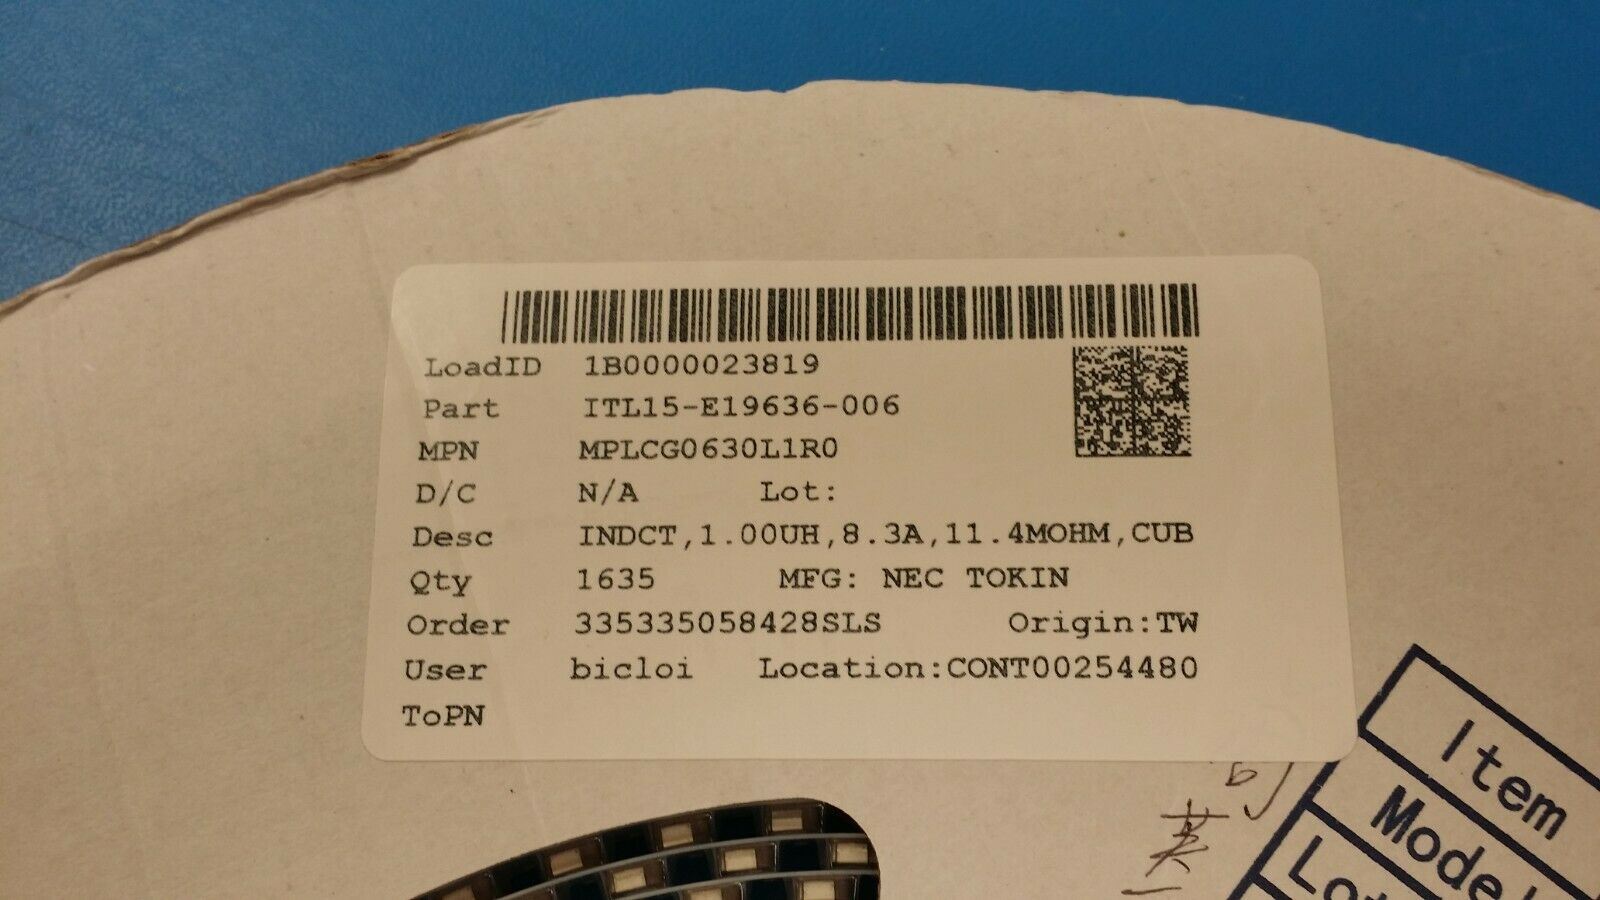 LoadID 1B0000023819
Part ITL15-E19636-006
MPN MPLCG0630L1R0
D/C N/A Lot:
Desc INDCT,1.00UH,8.3A,11.4MOHM,CUB
Qty 1635 MFG: NEC TOKIN
Order 335335058428SLS Origin:TW
User bicloi Location:CONT00254480
ToPN
Item